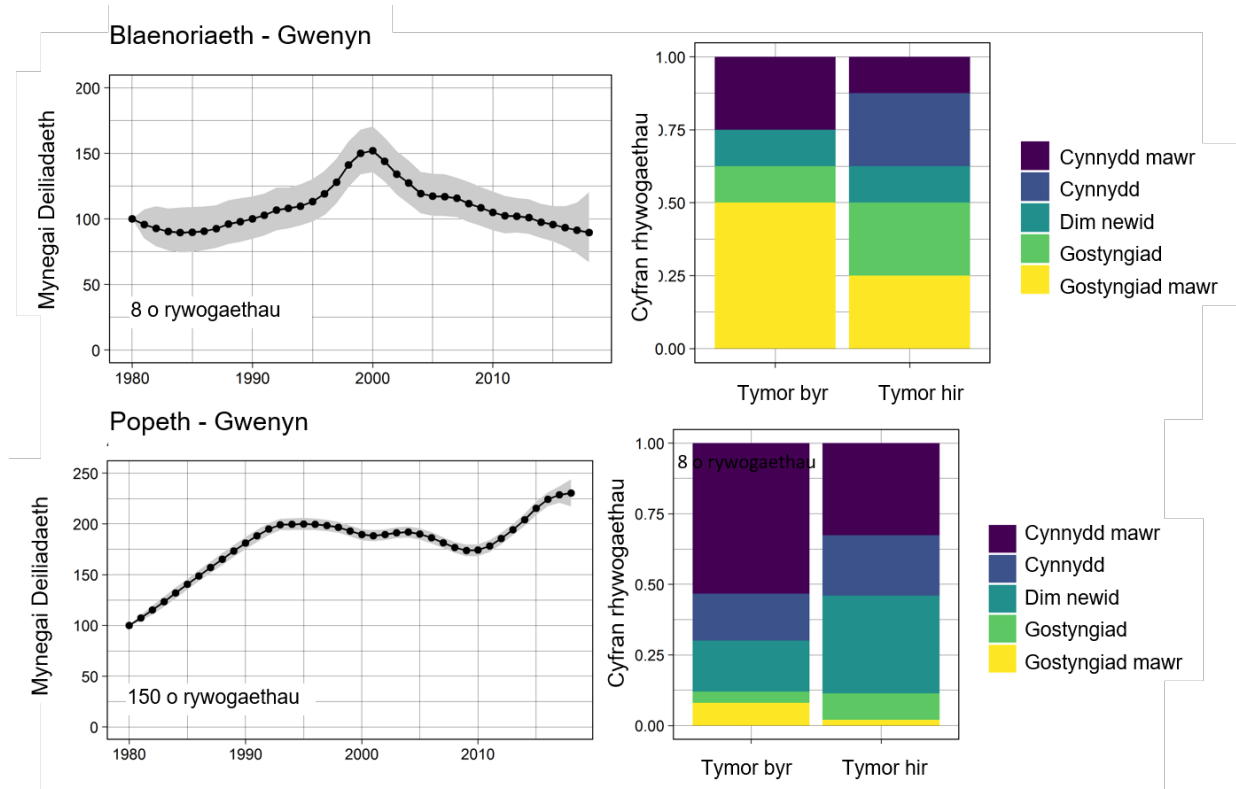 Blaenoriaeth - Gwenyn
Mynegai Deiliadaeth
200
150
100
50
0
8 o rywogaethau
1980
1990
2000
2010
Cyfran rhywogaethau
1.00
0.75
0.50
0.25
0.00
Tymor byr
Tymor hir
Cynnydd mawr
Cynnydd
Dim newid
Gostyngiad
Gostyngiad mawr
Popeth - Gwenyn
Mynegai Deiliadaeth
250
200
150
100
50
0
150 o rywogaethau
1980
1990
2000
2010
Cyfran rhywogaethau
1.00
0.75
0.50
0.25
0.00
8 o rywogaethau
Tymor byr
Tymor hir
Cynnydd mawr
Cynnydd
Dim newid
Gostyngiad
Gostyngiad mawr